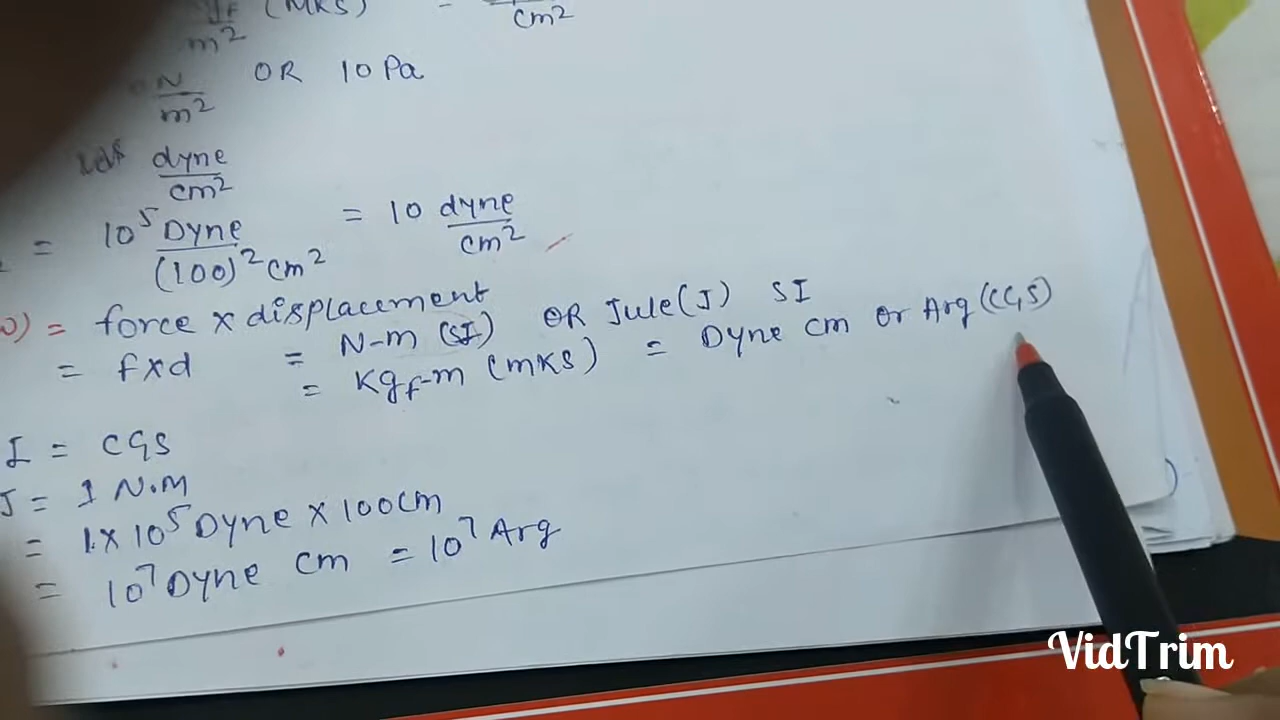 (MKS) =
m² cm²
N/m² OR 10 Pa
dyne/cm²
= 10⁵ Dyne/(100)² cm² = 10 dyne/cm²
= force x displacement
= f x d = N-m (SI) OR Jule(J) SI
= Kgf-m (MKS) = Dyne cm or Arg (CGS)
I = CGS
J = 1 N.M
= 1 x 10⁵ Dyne x 100 cm
= 10⁷ Dyne cm = 10⁷ Arg
VidTrim